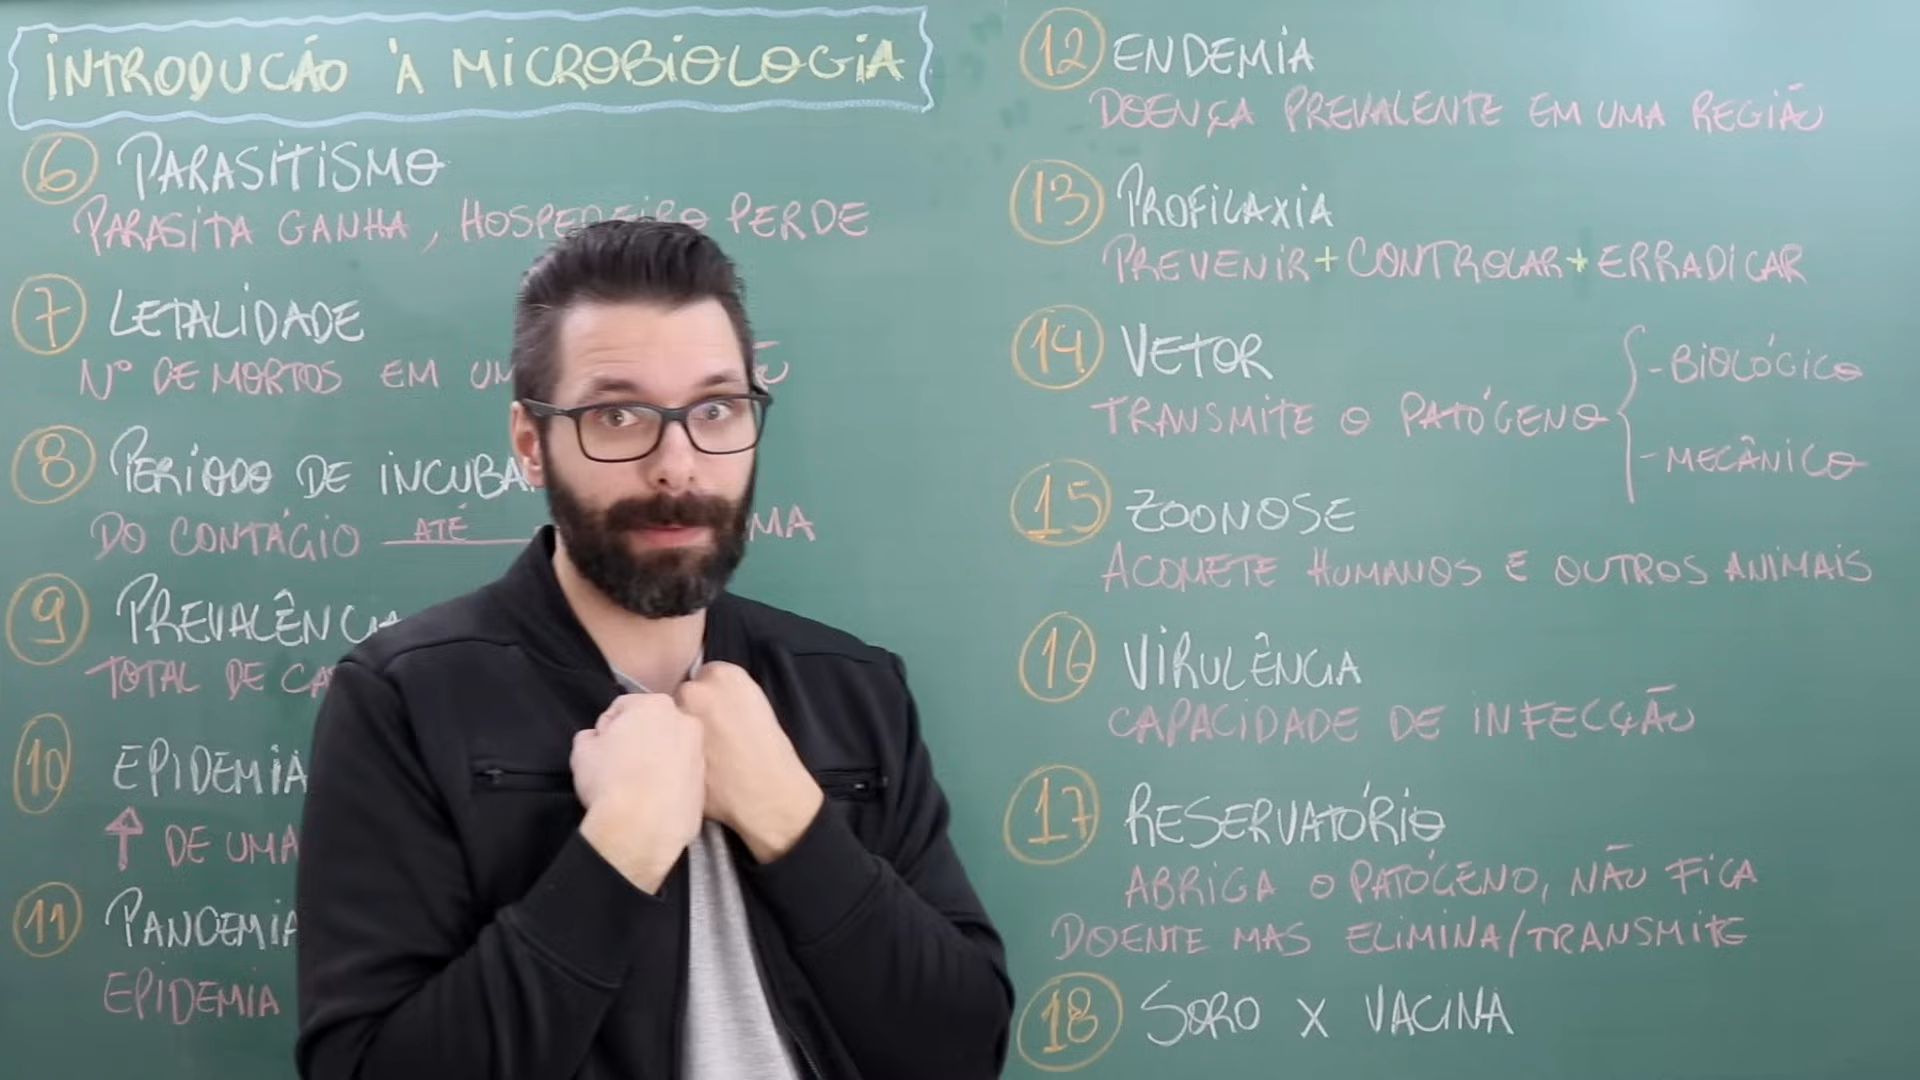 INTRODUCÃO À MICROBIOLOGIA
6 PARASITISMO
PARASITA GANHA, HOSPEDEIRO PERDE
7 LETALIDADE
Nº DE MORTOS EM
8 PERÍODO DE
DO CONTÁGIO ATÉ
9 PREVALÊNCIA
TOTAL DE
10 EPIDEMIA
↑ DE UMA
11 PANDEMIA
EPIDEMIA
12 ENDEMIA
DOENÇA PREVALENTE EM UMA REGIÃO
13 PROFILAXIA
PREVENIR + CONTROLAR + ERRADICAR
14 VETOR
TRANSMITE O PATÓGENO { - BIOLÓGICO
- MECÂNICO
15 ZOONOSE
ACOMETE HUMANOS E OUTROS ANIMAIS
16 VIRULÊNCIA
CAPACIDADE DE INFECÇÃO
17 RESERVATÓRIO
ABRIGA O PATÓGENO, NÃO FICA
DOENTE MAS ELIMINA/TRANSMITE
18 SORO X VACINA